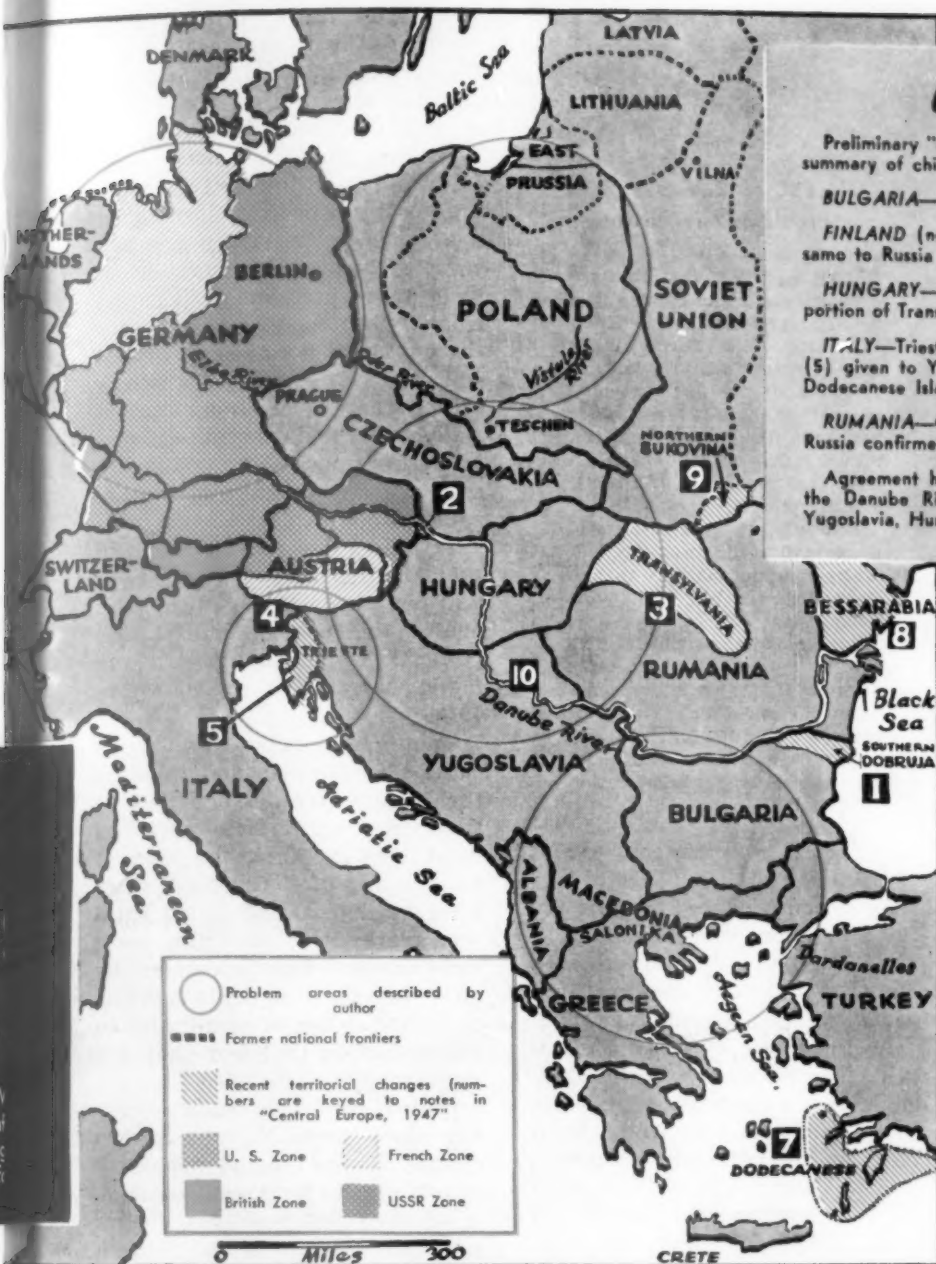 DENMARK
Baltic Sea
LATVIA
LITHUANIA
EAST
PRUSSIA
VILNA
NETHER-
LANDS
BERLIN
GERMANY
Elbe River
POLAND
SOVIET
UNION
Oder River
Vistula
River
PRAGUE
TESCHEN
CZECHOSLOVAKIA
NORTHERN
BUKOVINA
9
2
SWITZER-
LAND
AUSTRIA
HUNGARY
TRANSYLVANIA
3
BESSARABIA
8
4
TRIESTE
RUMANIA
10
Danube River
Black
Sea
5
SOUTHERN
DOBRUJA
1
YUGOSLAVIA
ITALY
Adriatic Sea
Mediterranean
Sea
BULGARIA
ALBANIA
MACEDONIA
SALONIKA
Dardanelles
GREECE
Aegean Sea
TURKEY
7
DODECANESE
CRETE
Preliminary "
summary of chi
BULGARIA—
FINLAND (n
samo to Russia
HUNGARY—
portion of Trans
ITALY—Triest
(5) given to Y
Dodecanese Isl
RUMANIA—
Russia confirme
Agreement h
the Danube Ri
Yugoslavia, Hun
Problem areas described by
author
Former national frontiers
Recent territorial changes (num-
bers are keyed to notes in
"Central Europe, 1947"
U. S. Zone
French Zone
British Zone
USSR Zone
0 Miles 300